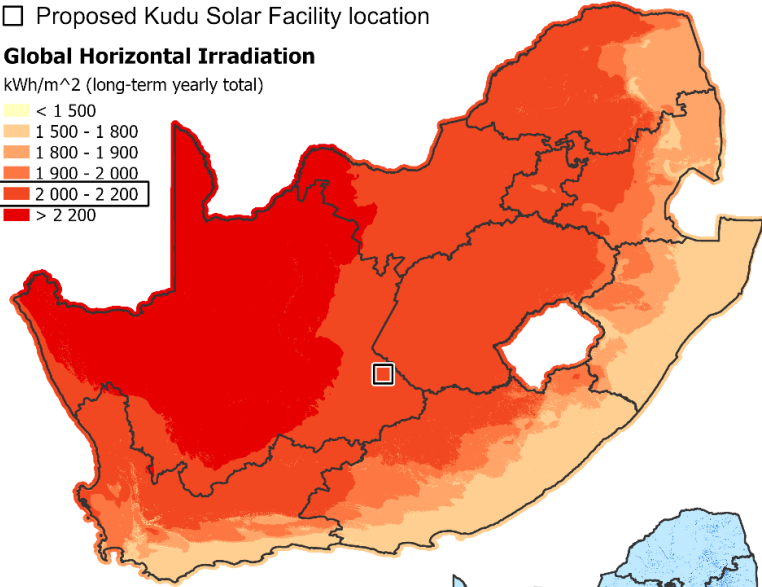 Proposed Kudu Solar Facility location
Global Horizontal Irradiation
kWh/m^2 (long-term yearly total)
< 1 500
1 500 - 1 800
1 800 - 1 900
1 900 - 2 000
2 000 - 2 200
> 2 200